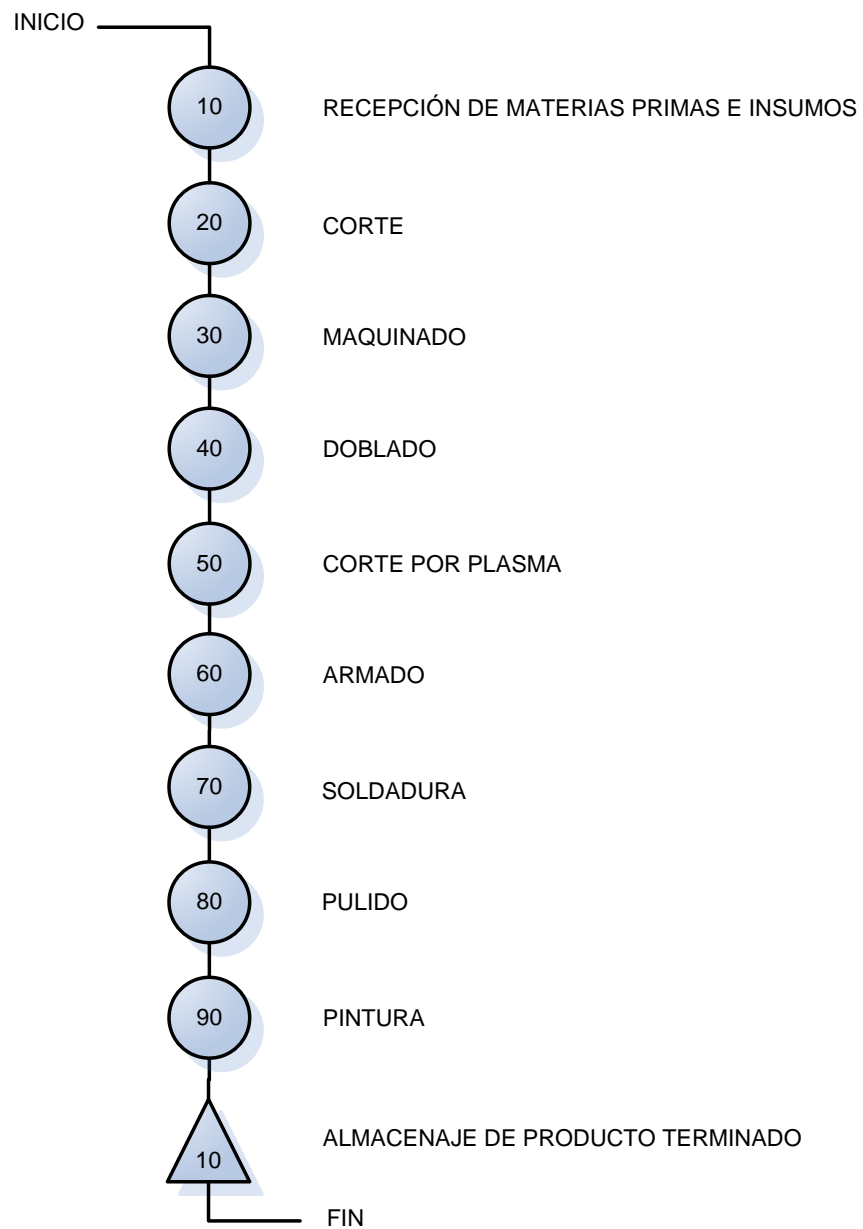 INICIO
10 RECEPCIÓN DE MATERIAS PRIMAS E INSUMOS
20 CORTE
30 MAQUINADO
40 DOBLADO
50 CORTE POR PLASMA
60 ARMADO
70 SOLDADURA
80 PULIDO
90 PINTURA
10 ALMACENAJE DE PRODUCTO TERMINADO
FIN